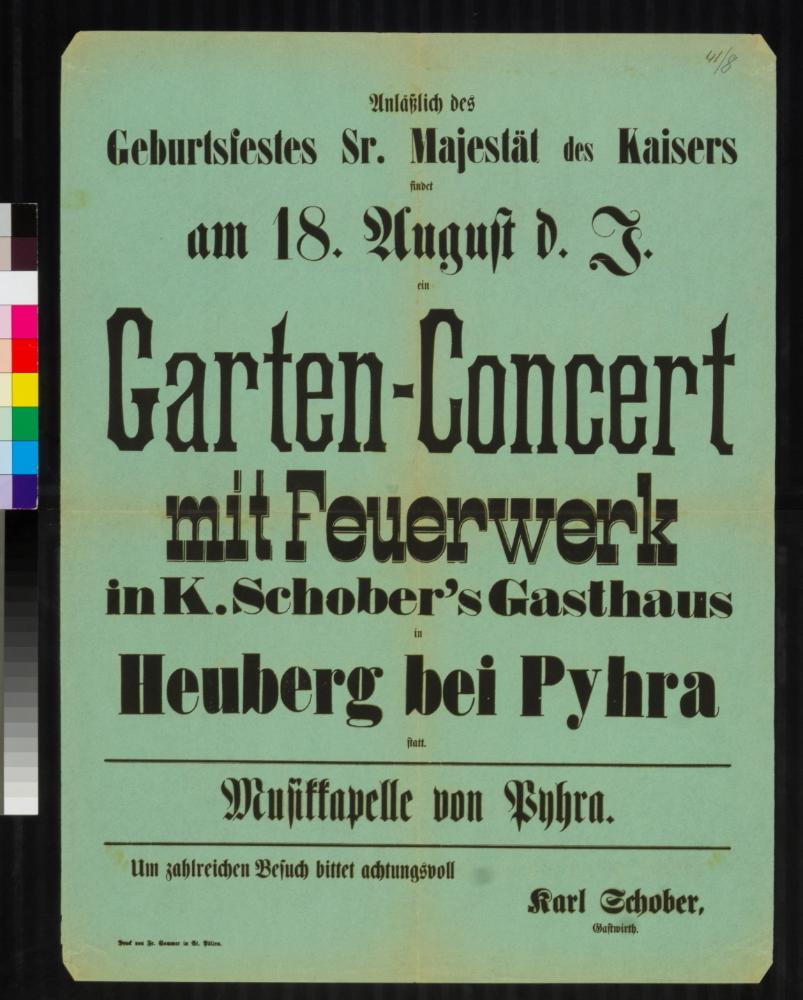 41/8
Anläßlich des
Geburtsfestes Sr. Majestät des Kaisers
findet
am 18. August d. J.
ein
Garten-Concert
mit Feuerwerk
in K. Schober's Gasthaus
in
Heuberg bei Pyhra
statt.
Musikkapelle von Pyhra.
Um zahlreichen Besuch bittet achtungsvoll
Karl Schober,
Gastwirth.
Druck von Fr. Sommer in St. Pölten.